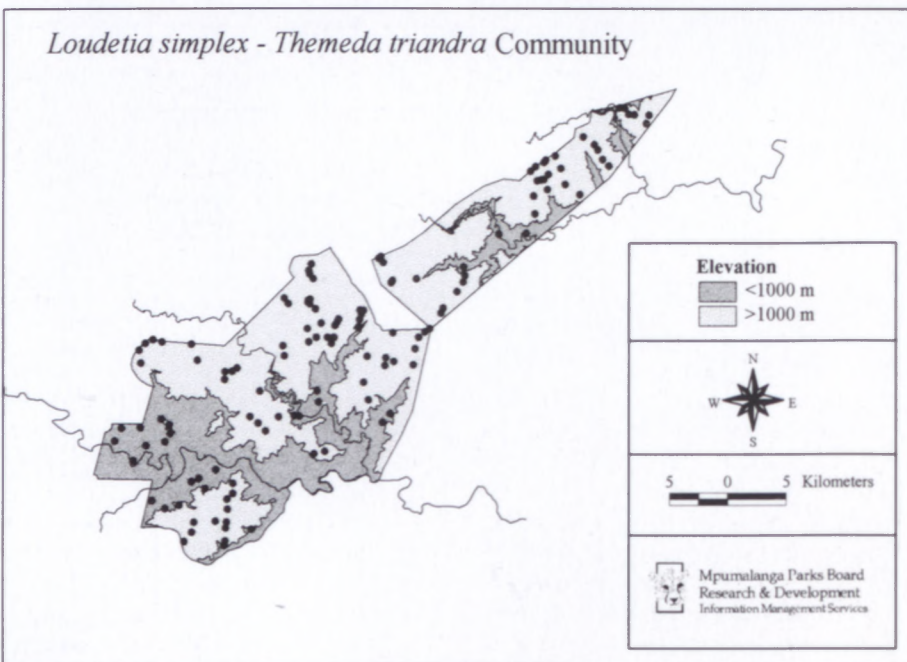 Loudetia simplex - Themeda triandra Community
Elevation
<1000 m
>1000 m
N
W E
S
5 0 5 Kilometers
Mpumalanga Parks Board
Research & Development
Information Management Services